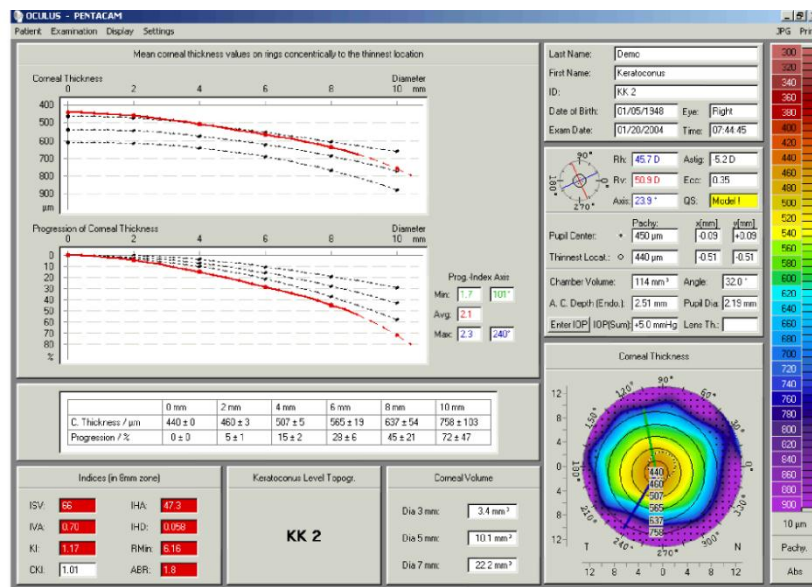 OCULUS - PENTACAM
Patient Examination Display Settings JPG Print
Mean corneal thickness values on rings concentrically to the thinnest location
Corneal Thickness Diameter
0 2 4 6 8 10 mm
400
500
600
700
800
900
µm
Progression of Corneal Thickness Diameter
0 2 4 6 8 10 mm
0
10
20
30
40
50
60
70
80
%
Prog.-Index Axis
Min: 1.7 101°
Avg: 2.1
Max: 2.3 240°
0 mm 2 mm 4 mm 6 mm 8 mm 10 mm
C. Thickness / µm 440 ± 0 460 ± 3 507 ± 5 565 ± 19 637 ± 54 758 ± 103
Progression / % 0 ± 0 5 ± 1 15 ± 2 28 ± 6 45 ± 21 72 ± 47
Indices (in 8mm zone)
ISV: 66 IHA: 47.3
IVA: 0.70 IHD: 0.058
KI: 1.17 RMin: 6.16
CKI: 1.01 ABR: 1.8
Keratoconus Level Topogr.
KK 2
Corneal Volume
Dia 3 mm: 3.4 mm³
Dia 5 mm: 10.1 mm³
Dia 7 mm: 22.2 mm³
Last Name: Demo
First Name: Keratoconus
ID: KK 2
Date of Birth: 01/05/1948 Eye: Right
Exam Date: 01/20/2004 Time: 07:44:45
90°
180° 0°
270°
Rh: 45.7 D Astig: -5.2 D
Rv: 50.9 D Ecc: 0.35
Axis: 23.9 ° QS: Model !
Pachy: x[mm] y[mm]
Pupil Center: 450 µm -0.09 +0.09
Thinnest Locat.: 440 µm -0.51 -0.51
Chamber Volume: 114 mm³ Angle: 32.0 °
A. C. Depth (Endo.): 2.51 mm Pupil Dia: 2.19 mm
Enter IOP IOP(Sum): +5.0 mmHg Lens Th.:
Corneal Thickness
12
8
4
0
4
8
12
90°
120° 60°
150° 30°
180° 0°
210° 330°
240° 300°
270°
440
460
507
565
637
758
T N
12 8 4 0 4 8 12
300
320
340
360
380
400
420
440
460
480
500
520
540
560
580
600
620
640
660
680
700
720
740
760
780
800
820
840
860
880
900
10 µm
Pachy.
Abs